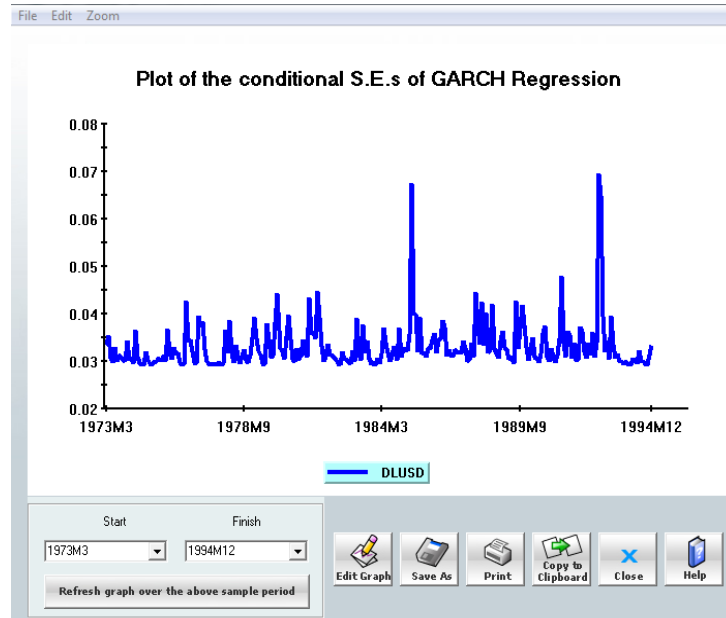 File Edit Zoom
Plot of the conditional S.E.s of GARCH Regression
0.08
0.07
0.06
0.05
0.04
0.03
0.02
1973M3 1978M9 1984M3 1989M9 1994M12
DLUSD
Start Finish
1973M3 1994M12
Refresh graph over the above sample period
Edit Graph Save As Print Copy to Clipboard Close Help